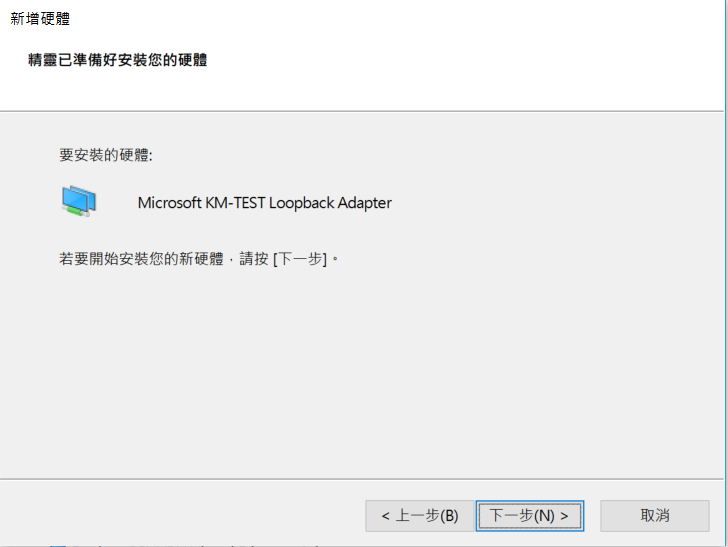 新增硬體
精靈已準備好安裝您的硬體
要安裝的硬體:
Microsoft KM-TEST Loopback Adapter
若要開始安裝您的新硬體，請按 [下一步]。
< 上一步(B)
下一步(N) >
取消